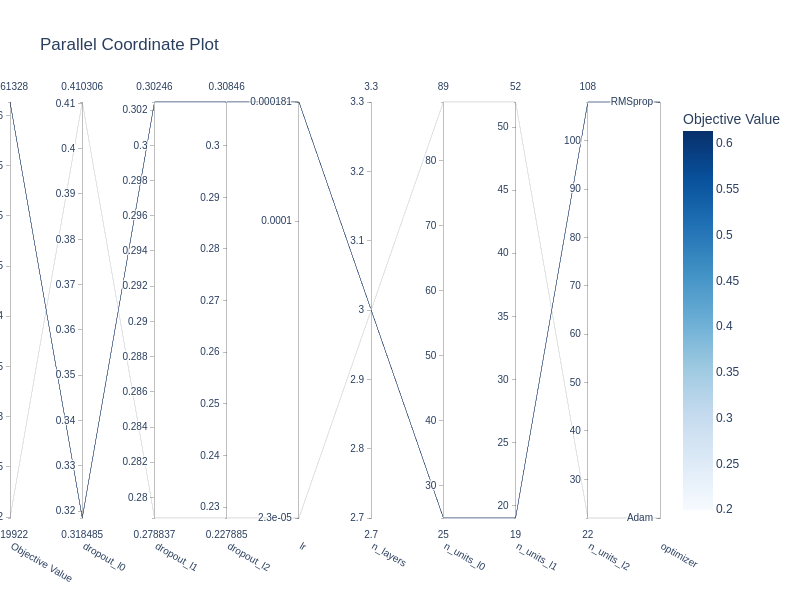 Parallel Coordinate Plot
61328 0.410306 0.30246 0.30846 3.3 89 52 108
0.000181 RMSprop
0.41 0.302 3.3
0.4 0.3 0.3 3.2 80 50 100
0.39 0.298 0.29 3.1 70 45 90
0.38 0.296 0.28 3 60 40 80
0.37 0.294 0.27 2.9 50 35 70
0.36 0.292 0.26 2.8 40 30 60
0.35 0.29 0.25 2.7 30 25 50
0.34 0.288 0.24 20 40
0.33 0.286 0.23 30
0.32 0.284
0.282
0.28
0.0001
2.3e-05 Adam
19922 0.318485 0.278837 0.227885 2.7 25 19 22
Objective Value
dropout_l0
dropout_l1
dropout_l2
lr
n_layers
n_units_l0
n_units_l1
n_units_l2
optimizer
Objective Value
0.6
0.55
0.5
0.45
0.4
0.35
0.3
0.25
0.2